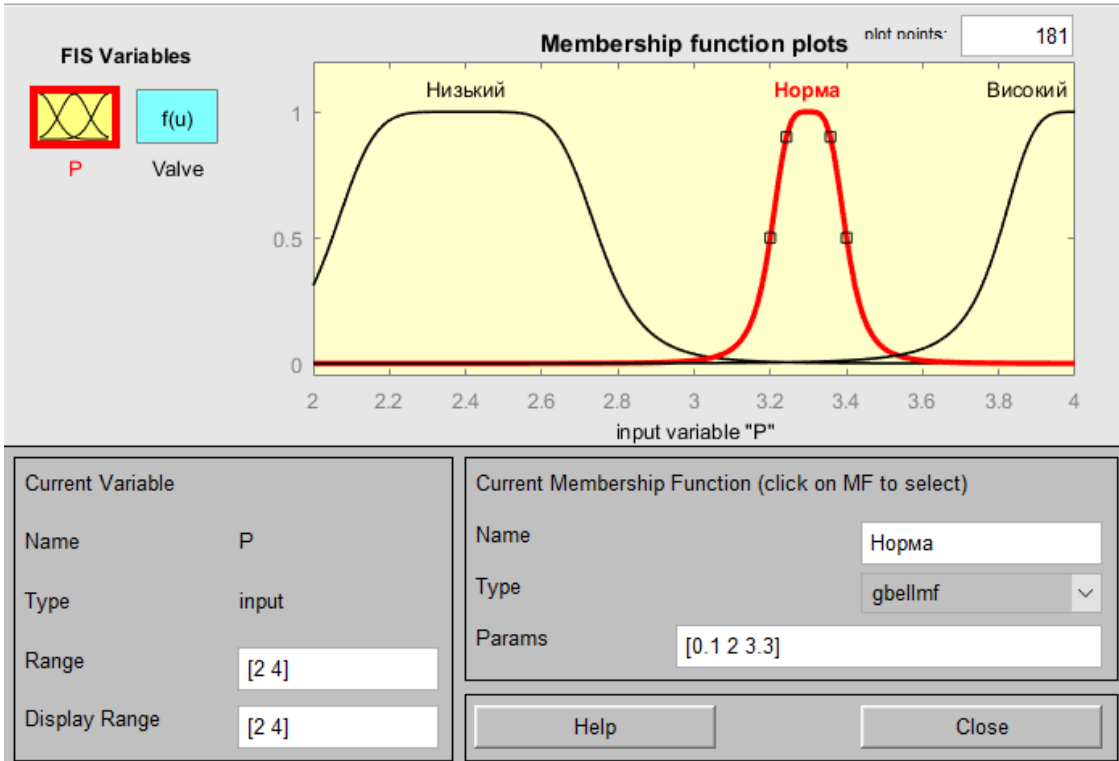 FIS Variables
f(u)
P
Valve
Membership function plots
plot points:
181
Низький
Норма
Високий
1
0.5
0
2 2.2 2.4 2.6 2.8 3 3.2 3.4 3.6 3.8 4
input variable "P"
Current Variable
Name P
Type input
Range [2 4]
Display Range [2 4]
Current Membership Function (click on MF to select)
Name Норма
Type gbellmf
Params [0.1 2 3.3]
Help
Close